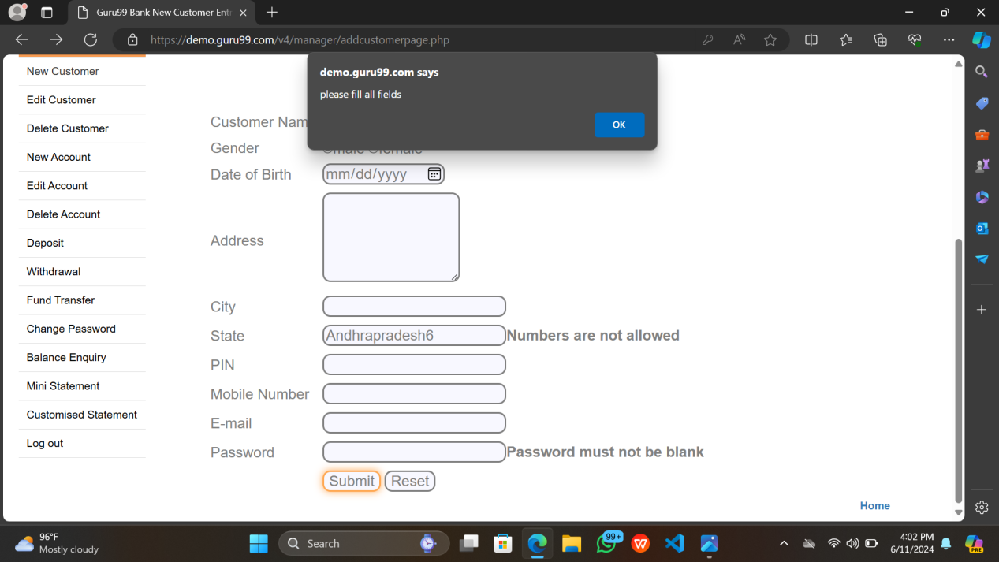 Guru99 Bank New Customer Entr
https://demo.guru99.com/v4/manager/addcustomerpage.php
demo.guru99.com says
please fill all fields
OK
New Customer
Edit Customer
Delete Customer
New Account
Edit Account
Delete Account
Deposit
Withdrawal
Fund Transfer
Change Password
Balance Enquiry
Mini Statement
Customised Statement
Log out
Customer Nam
Gender male female
Date of Birth mm/dd/yyyy
Address
City
State Andhrapradesh6 Numbers are not allowed
PIN
Mobile Number
E-mail
Password Password must not be blank
Submit Reset
Home
96°F
Mostly cloudy
Search
99+
W
PRE
4:02 PM
6/11/2024